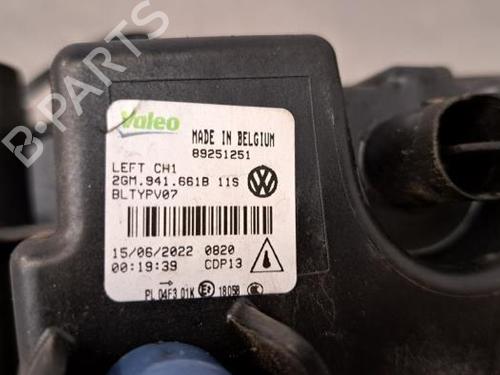 Valeo
MADE IN BELGIUM
89251251
LEFT CH1
2GM.941.661B 11S
BLTYPV07
15/06/2022 0820
00:19:39 CDP13
PL 04F3 01K 18058
B-PARTS